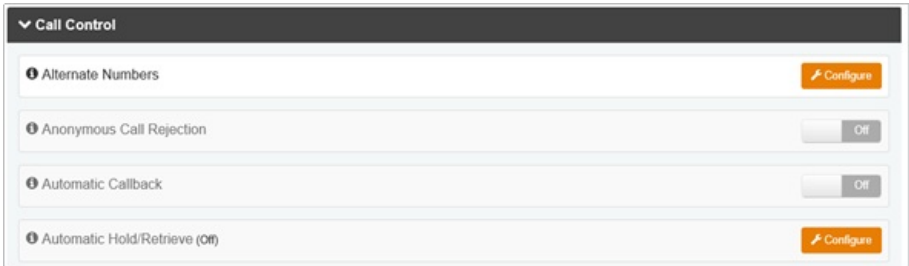 Call Control
Alternate Numbers Configure
Anonymous Call Rejection Off
Automatic Callback Off
Automatic Hold/Retrieve (Off) Configure